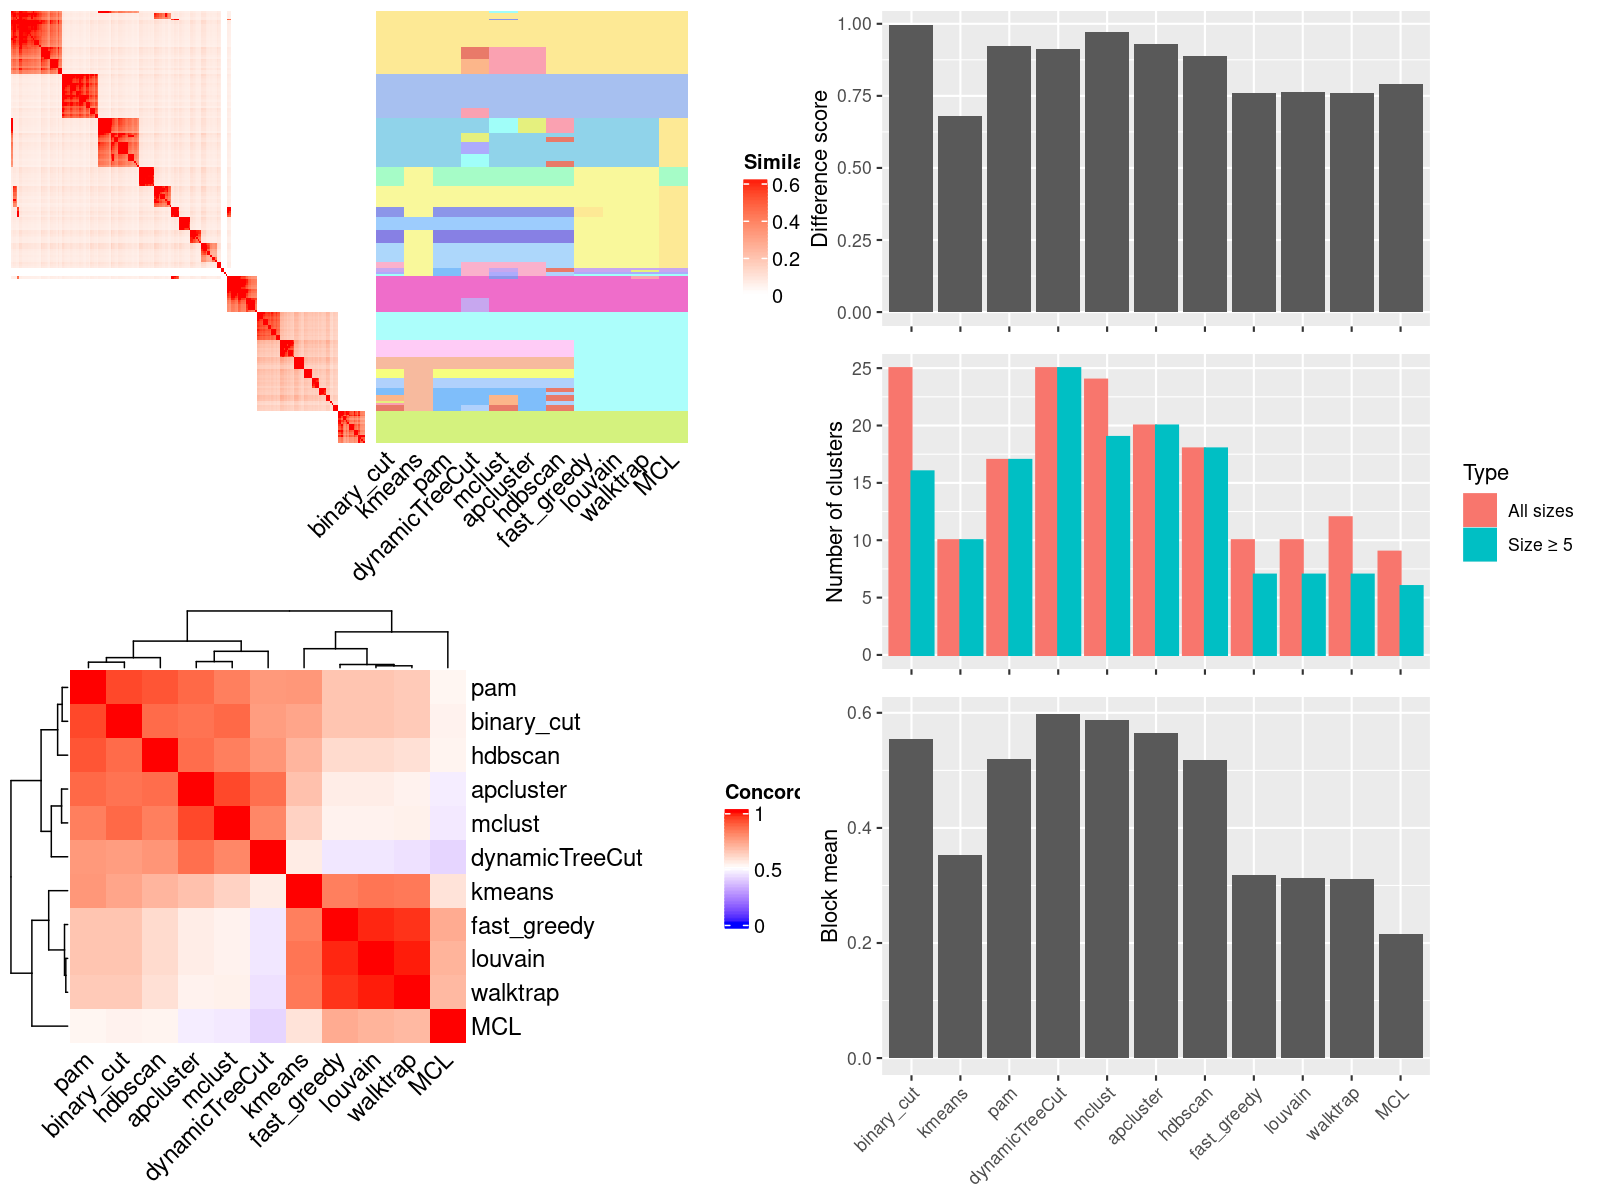 Simila
0.6
0.4
0.2
0
binary_cut
kmeans
pam
dynamicTreeCut
mclust
apcluster
hdbscan
fast_greedy
louvain
walktrap
MCL
pam
binary_cut
hdbscan
apcluster
mclust
dynamicTreeCut
kmeans
fast_greedy
louvain
walktrap
MCL
pam
binary_cut
hdbscan
apcluster
mclust
dynamicTreeCut
kmeans
fast_greedy
louvain
walktrap
MCL
Concord
1
0.5
0
Difference score
1.00
0.75
0.50
0.25
0.00
Number of clusters
25
20
15
10
5
0
Type
All sizes
Size ≥ 5
Block mean
0.6
0.4
0.2
0.0
binary_cut
kmeans
pam
dynamicTreeCut
mclust
apcluster
hdbscan
fast_greedy
louvain
walktrap
MCL